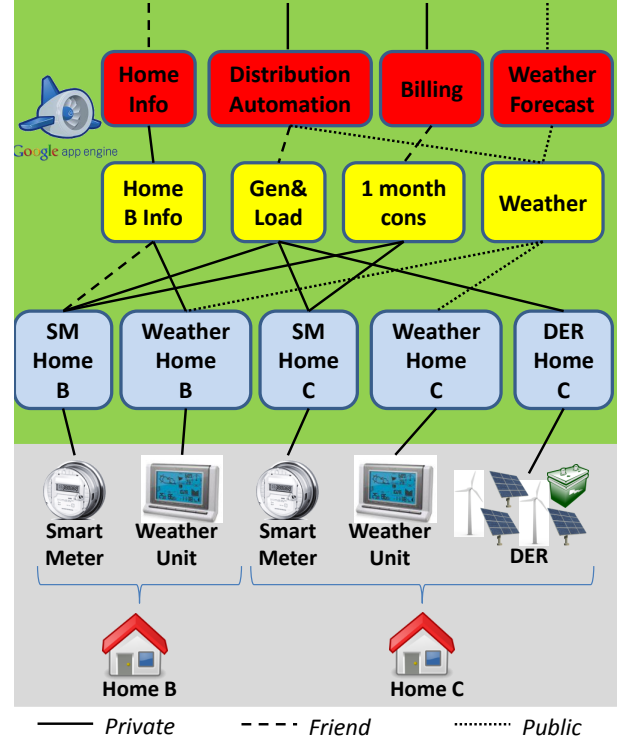 Home
Info
Distribution
Automation
Billing
Weather
Forecast
Google app engine
Home
B Info
Gen&
Load
1 month
cons
Weather
SM
Home
B
Weather
Home
B
SM
Home
C
Weather
Home
C
DER
Home
C
Smart
Meter
Weather
Unit
Smart
Meter
Weather
Unit
DER
Home B
Home C
Private
Friend
Public